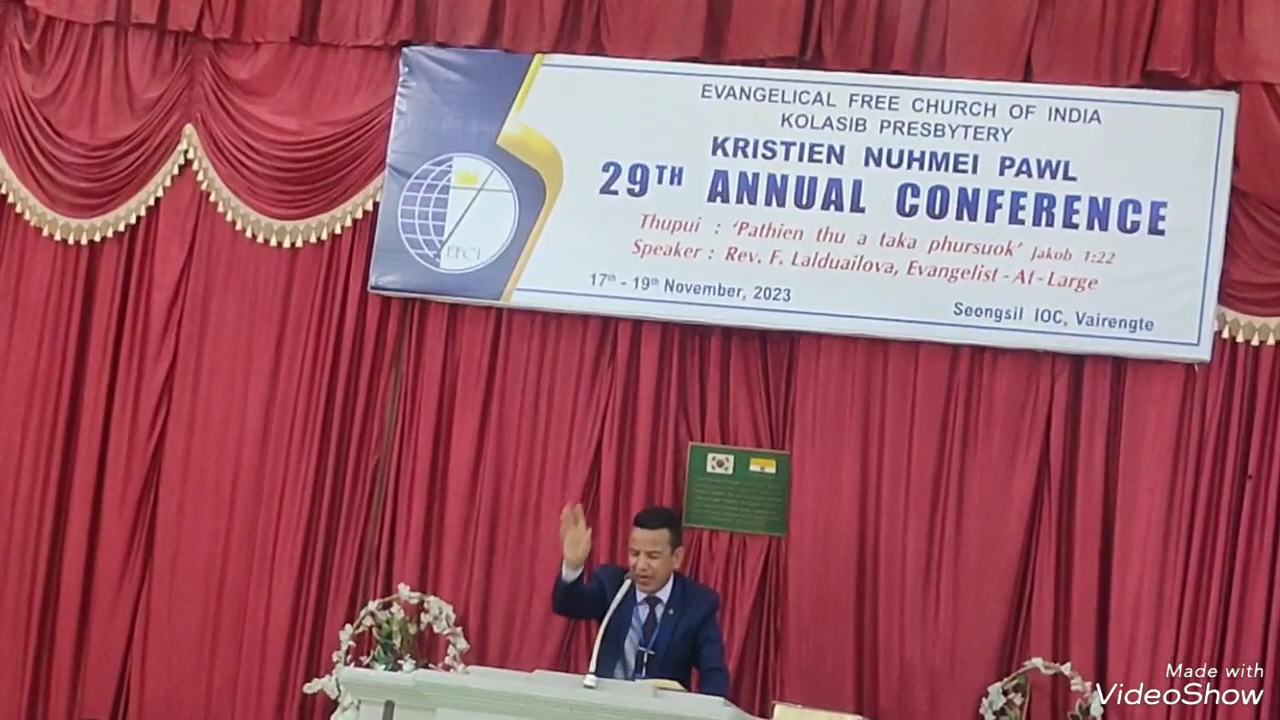 EVANGELICAL FREE CHURCH OF INDIA
KOLASIB PRESBYTERY
KRISTIEN NUHMEI PAWL
29TH ANNUAL CONFERENCE
Thupui : 'Pathien thu a taka phursuok' Jakob 1:22
Speaker : Rev. F. Lalduailova, Evangelist - At - Large
17th - 19th November, 2023
Seongsil IOC, Vairengte
EFCI
Made with
VideoShow